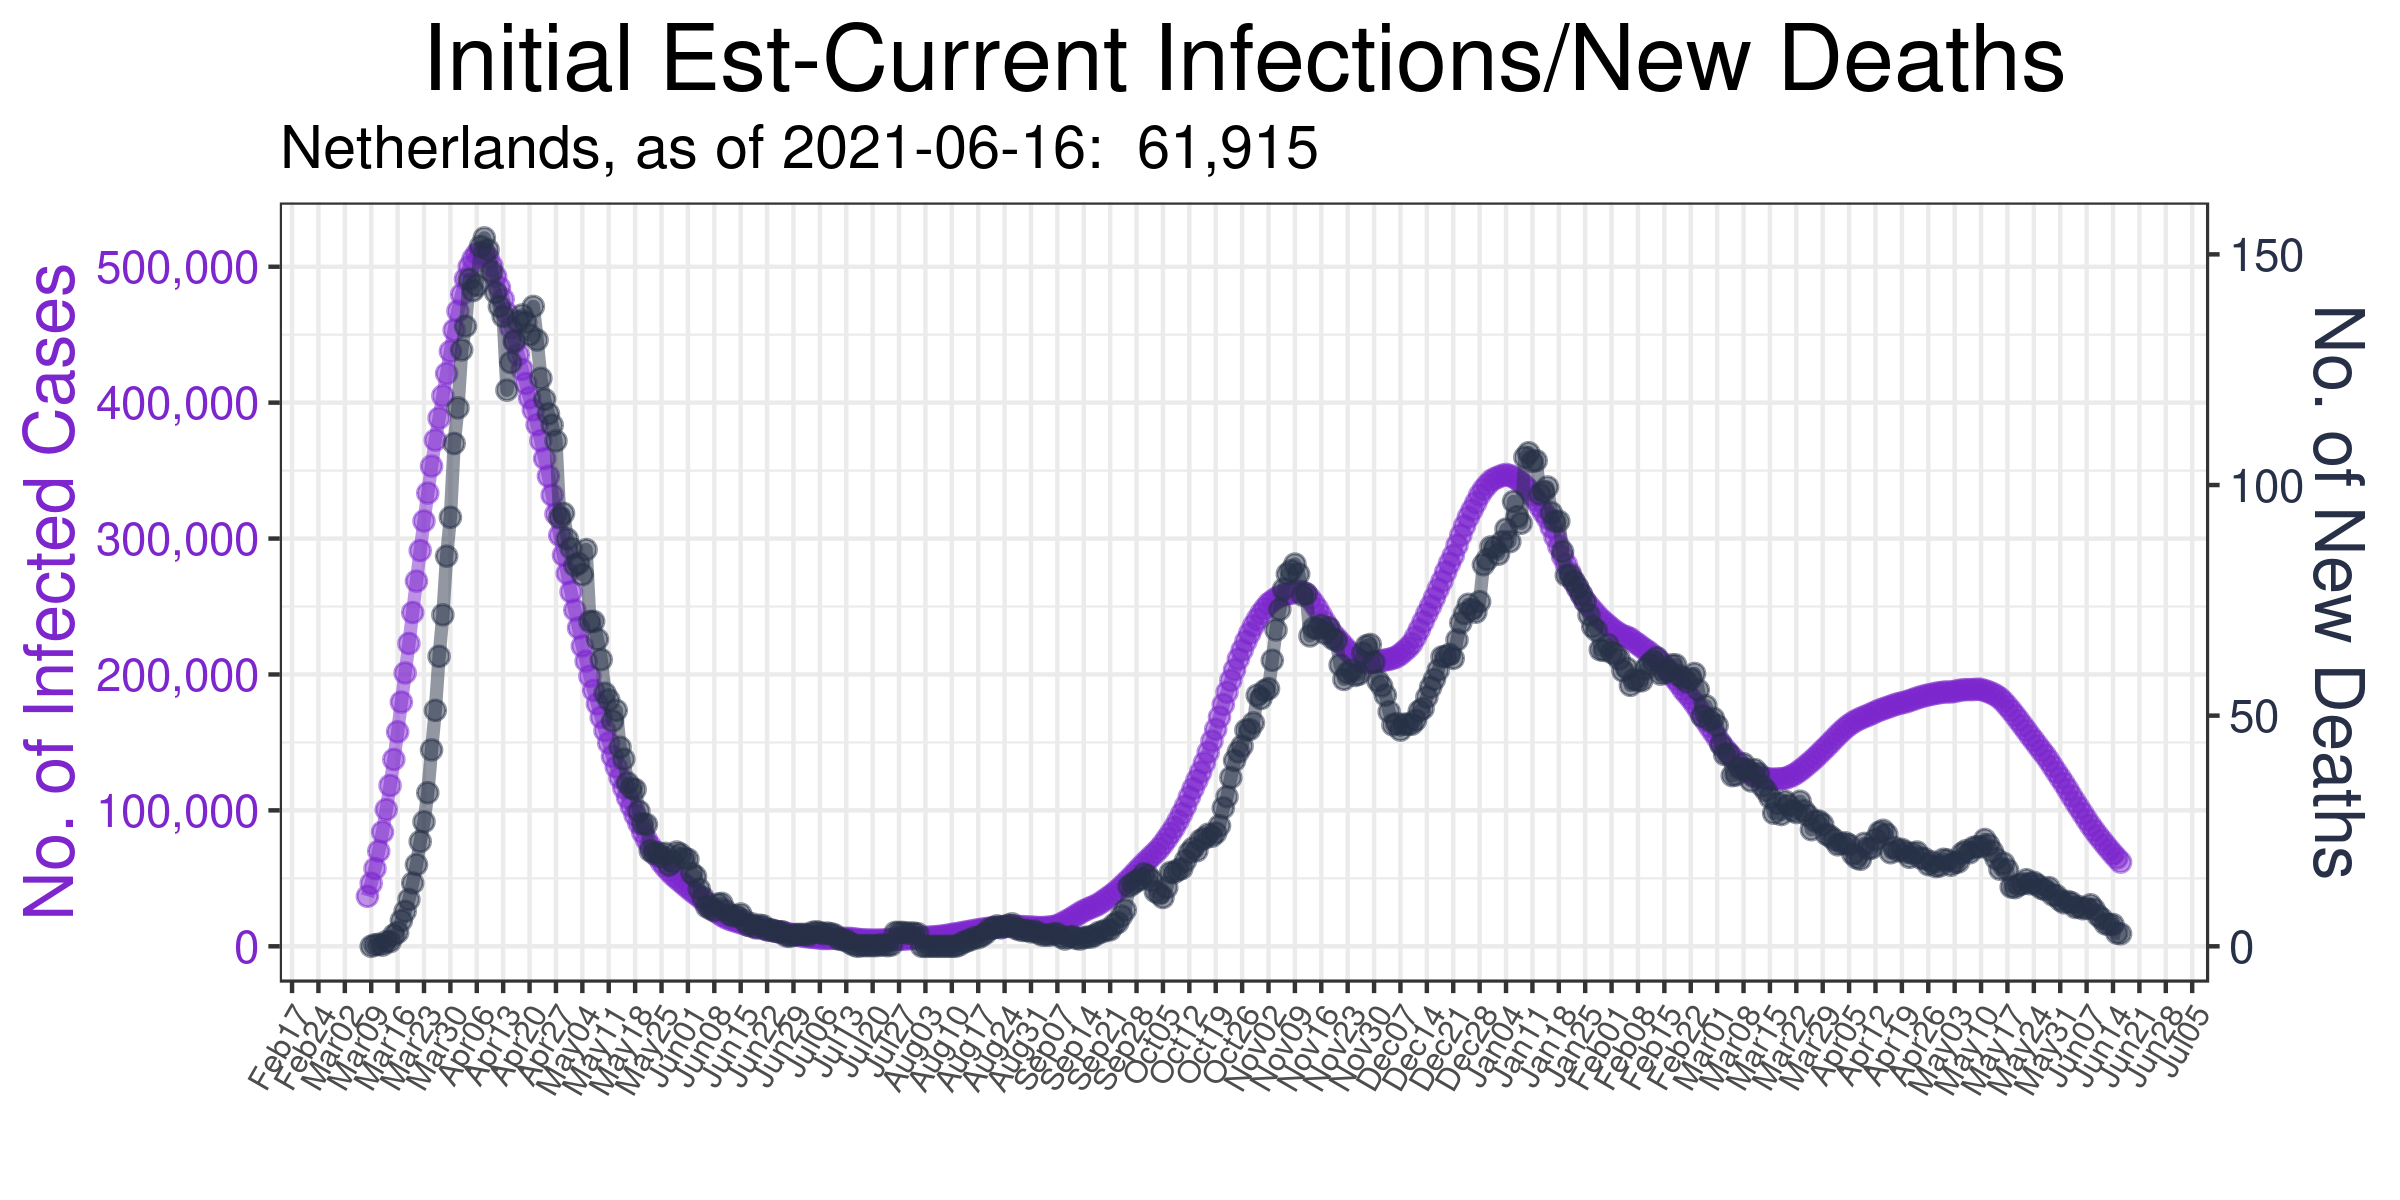 Initial Est-Current Infections/New Deaths
Netherlands, as of 2021-06-16:  61,915
No. of Infected Cases
500,000
400,000
300,000
200,000
100,000
0
150
100
50
0
No. of New Deaths
Feb17
Feb24
Mar02
Mar09
Mar16
Mar23
Mar30
Apr06
Apr13
Apr20
Apr27
May04
May11
May18
May25
Jun01
Jun08
Jun15
Jun22
Jun29
Jul06
Jul13
Jul20
Jul27
Aug03
Aug10
Aug17
Aug24
Aug31
Sep07
Sep14
Sep21
Sep28
Oct05
Oct12
Oct19
Oct26
Nov02
Nov09
Nov16
Nov23
Nov30
Dec07
Dec14
Dec21
Dec28
Jan04
Jan11
Jan18
Jan25
Feb01
Feb08
Feb15
Feb22
Mar01
Mar08
Mar15
Mar22
Mar29
Apr05
Apr12
Apr19
Apr26
May03
May10
May17
May24
May31
Jun07
Jun14
Jun21
Jun28
Jul05